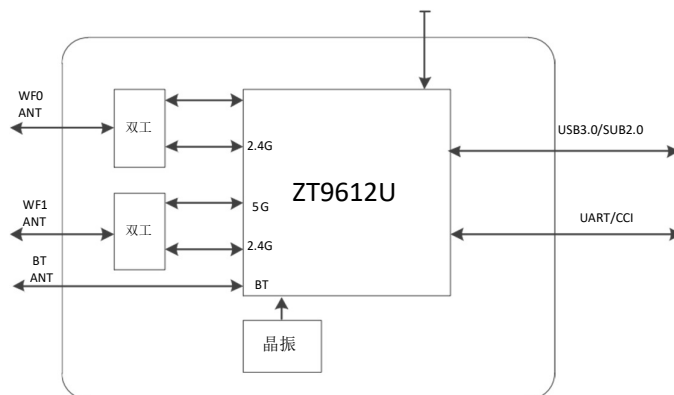 WF0
ANT
双工
2.4G
USB3.0/SUB2.0
ZT9612U
WF1
ANT
双工
5G
2.4G
UART/CCI
BT
ANT
BT
晶振